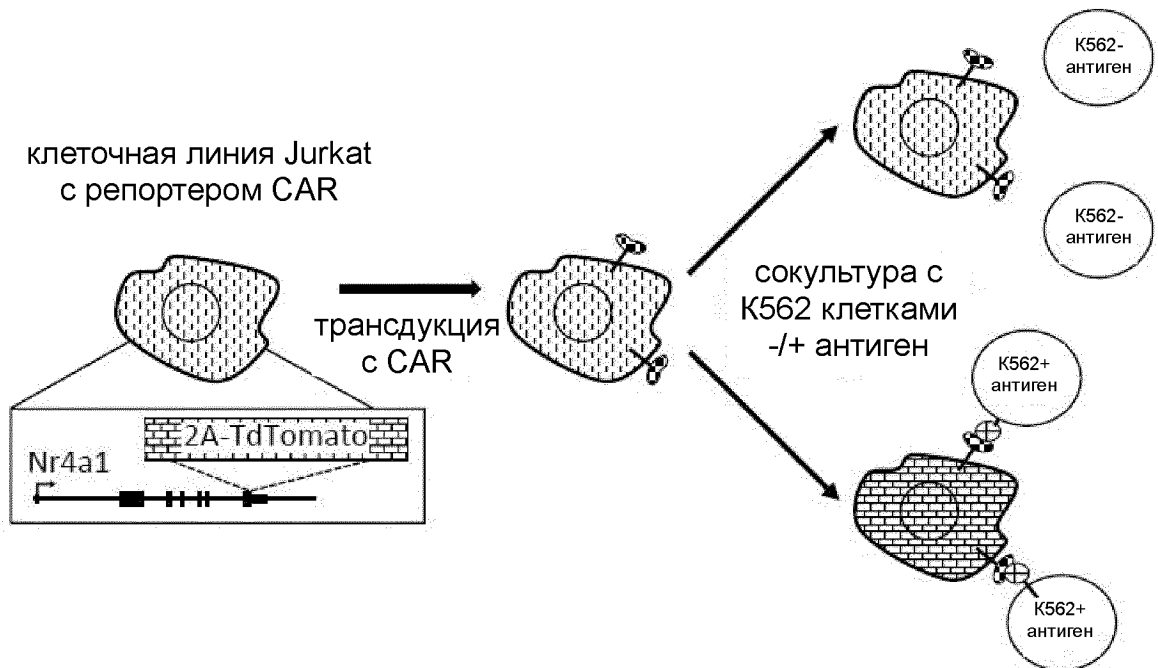 клеточная линия Jurkat
с репортером CAR
2A-TdTomato
Nr4a1
трансдукция
с CAR
сокультура с
К562 клетками
-/+ антиген
К562-
антиген
К562-
антиген
К562+
антиген
К562+
антиген